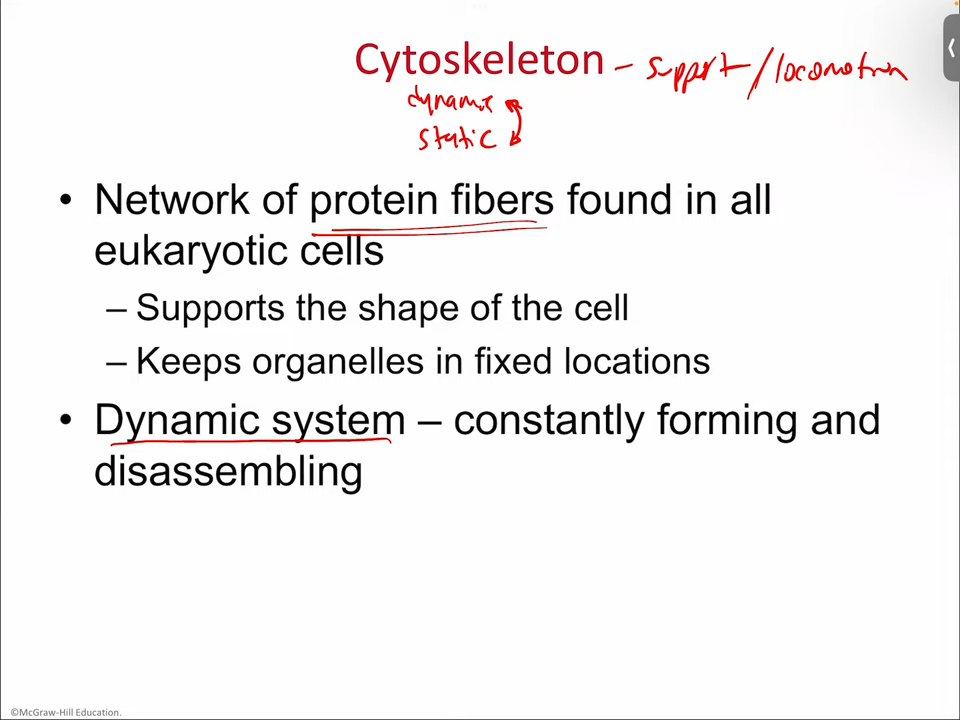 Cytoskeleton – support/locomotion
dynamic
static
• Network of protein fibers found in all
eukaryotic cells
– Supports the shape of the cell
– Keeps organelles in fixed locations
• Dynamic system – constantly forming and
disassembling
©McGraw-Hill Education.